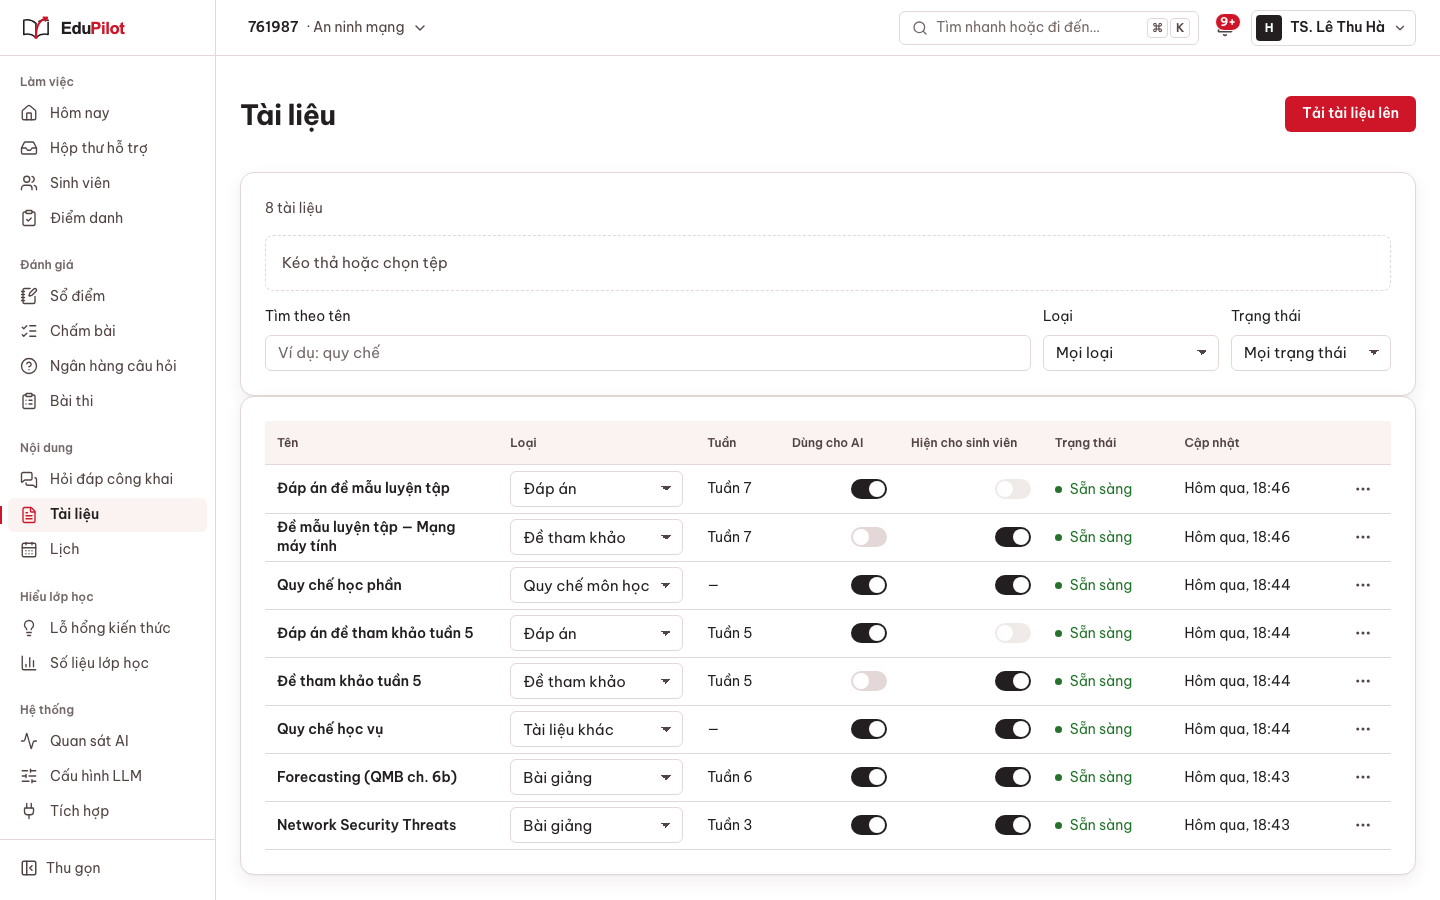 EduPilot
761987 · An ninh mạng
Tìm nhanh hoặc đi đến...
⌘ K
9+
H
TS. Lê Thu Hà
Làm việc
Hôm nay
Hộp thư hỗ trợ
Sinh viên
Điểm danh
Đánh giá
Sổ điểm
Chấm bài
Ngân hàng câu hỏi
Bài thi
Nội dung
Hỏi đáp công khai
Tài liệu
Lịch
Hiểu lớp học
Lỗ hổng kiến thức
Số liệu lớp học
Hệ thống
Quan sát AI
Cấu hình LLM
Tích hợp
Thu gọn
Tài liệu
Tải tài liệu lên
8 tài liệu
Kéo thả hoặc chọn tệp
Tìm theo tên Loại Trạng thái
Ví dụ: quy chế Mọi loại Mọi trạng thái
Tên Loại Tuần Dùng cho AI Hiện cho sinh viên Trạng thái Cập nhật
Đáp án đề mẫu luyện tập Đáp án Tuần 7 Sẵn sàng Hôm qua, 18:46
Đề mẫu luyện tập — Mạng
máy tính Đề tham khảo Tuần 7 Sẵn sàng Hôm qua, 18:46
Quy chế học phần Quy chế môn học — Sẵn sàng Hôm qua, 18:44
Đáp án đề tham khảo tuần 5 Đáp án Tuần 5 Sẵn sàng Hôm qua, 18:44
Đề tham khảo tuần 5 Đề tham khảo Tuần 5 Sẵn sàng Hôm qua, 18:44
Quy chế học vụ Tài liệu khác — Sẵn sàng Hôm qua, 18:44
Forecasting (QMB ch. 6b) Bài giảng Tuần 6 Sẵn sàng Hôm qua, 18:43
Network Security Threats Bài giảng Tuần 3 Sẵn sàng Hôm qua, 18:43